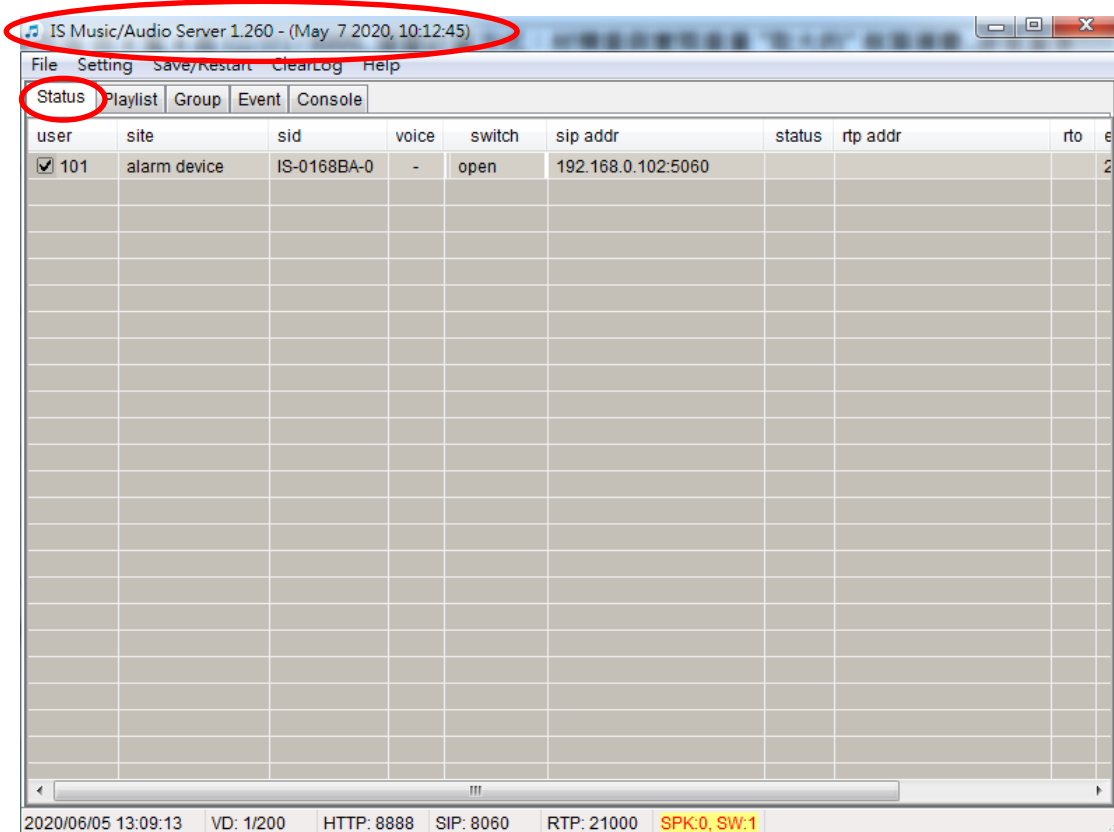 IS Music/Audio Server 1.260 - (May 7 2020, 10:12:45)
File Setting Save/Restart ClearLog Help
Status Playlist Group Event Console
user site sid voice switch sip addr status rtp addr rto
101 alarm device IS-0168BA-0 - open 192.168.0.102:5060
2020/06/05 13:09:13 VD: 1/200 HTTP: 8888 SIP: 8060 RTP: 21000 SPK:0, SW:1